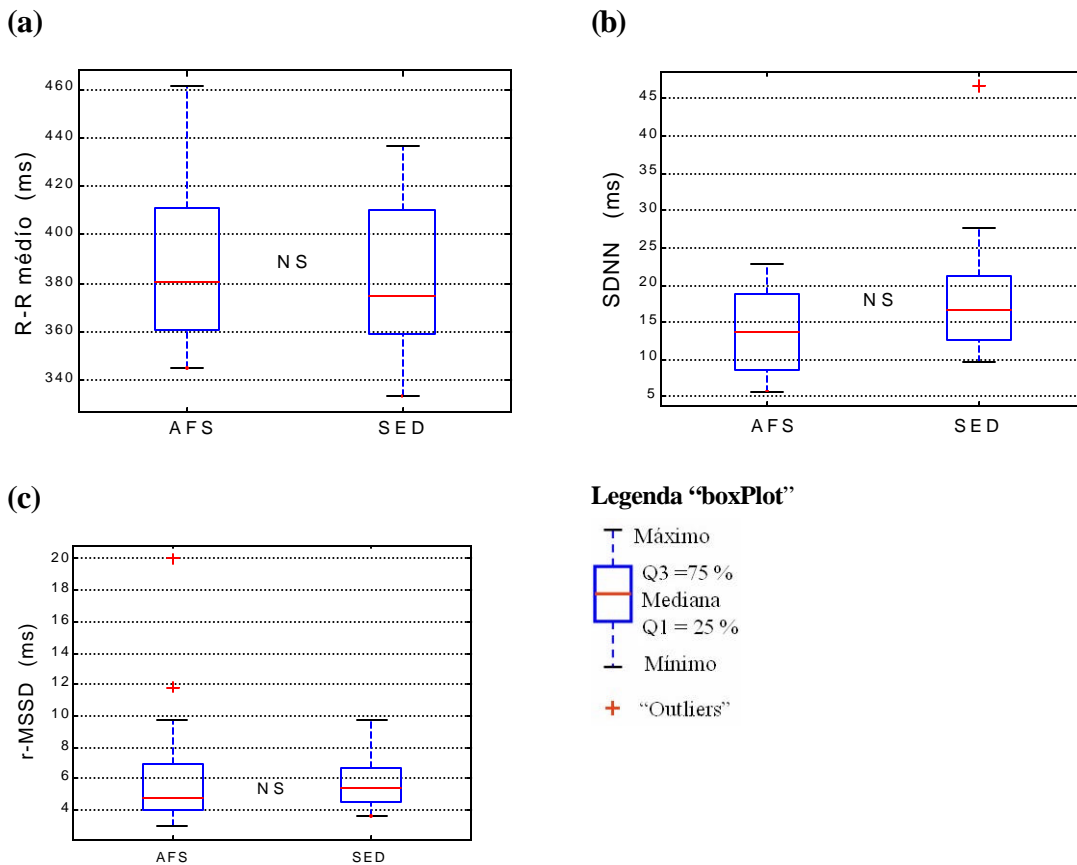 (a)
R-R médío (ms)
460
440
420
400
380
360
340
NS
AFS
SED
(b)
SDNN (ms)
45
40
35
30
25
20
15
10
5
NS
AFS
SED
(c)
r-MSSD (ms)
20
18
16
14
12
10
8
6
4
NS
AFS
SED
Legenda “boxPlot”
Máximo
Q3 =75 %
Mediana
Q1 = 25 %
Mínimo
“Outliers”